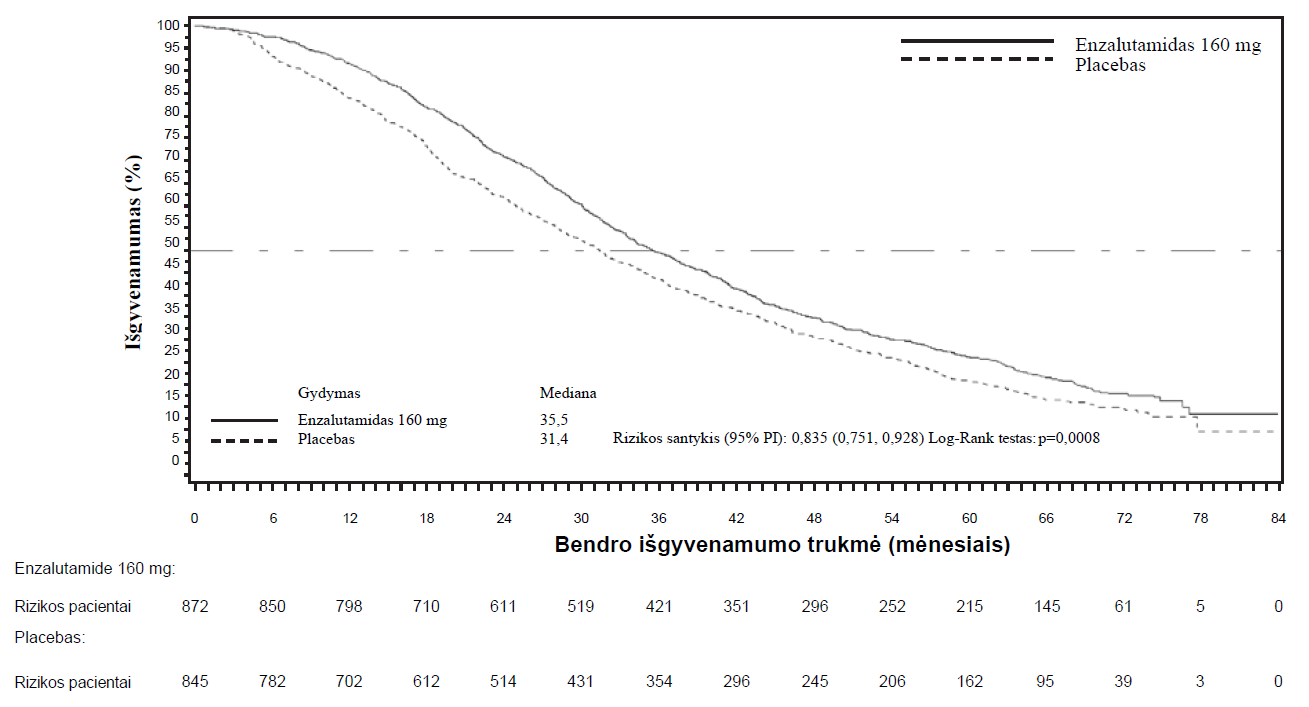 100
95
90
85
80
75
70
65
60
55
50
45
40
35
30
25
20
15
10
5
0
Išgyvenamumas (%)
Enzalutamidas 160 mg
Placebas
Gydymas Mediana
Enzalutamidas 160 mg 35,5
Placebas 31,4 Rizikos santykis (95% PI): 0,835 (0,751, 0,928) Log-Rank testas: p=0,0008
0 6 12 18 24 30 36 42 48 54 60 66 72 78 84
Bendro išgyvenamumo trukmė (mėnesiais)
Enzalutamide 160 mg:
Rizikos pacientai 872 850 798 710 611 519 421 351 296 252 215 145 61 5 0
Placebas:
Rizikos pacientai 845 782 702 612 514 431 354 296 245 206 162 95 39 3 0